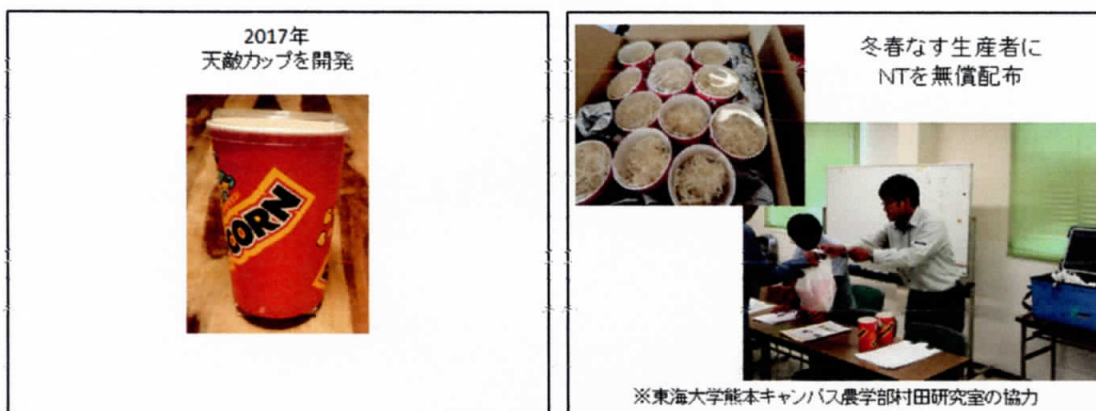 2017年
天敵カップを開発
CORN
冬春なす生産者に
NTを無償配布
※東海大学熊本キャンパス農学部村田研究室の協力